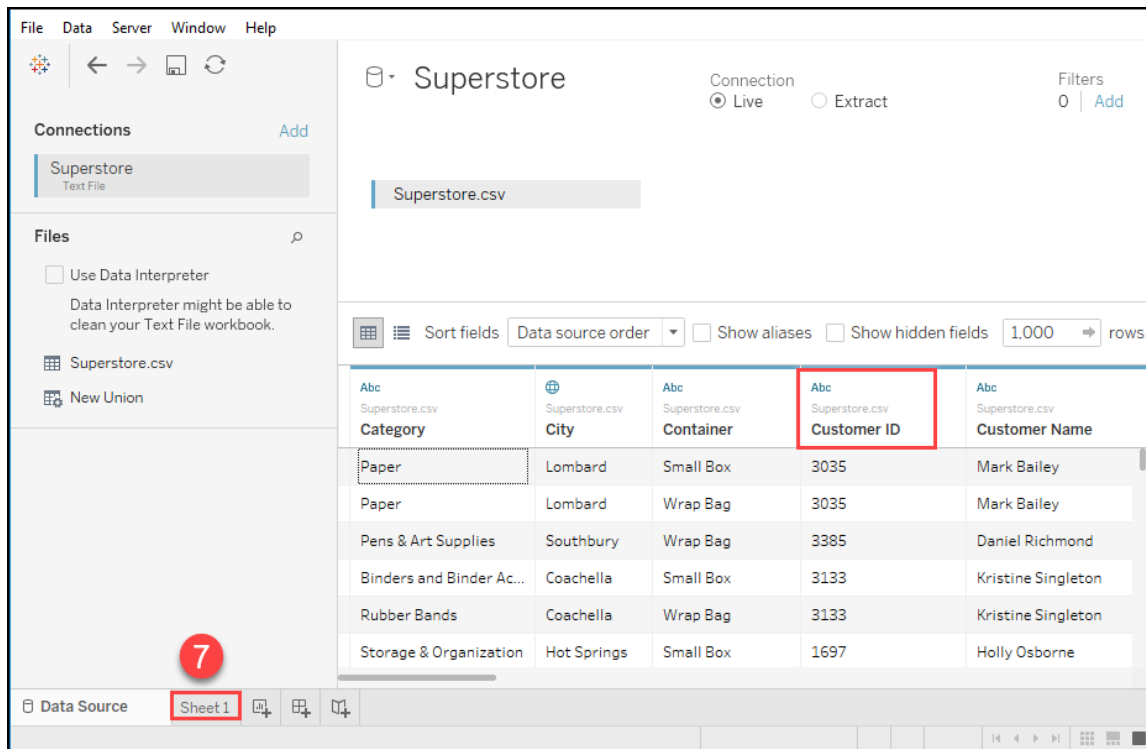 File Data Server Window Help
Superstore
Connection
Live Extract
Filters
0 Add
Connections Add
Superstore
Text File
Superstore.csv
Files
Use Data Interpreter
Data Interpreter might be able to
clean your Text File workbook.
Superstore.csv
New Union
Sort fields Data source order Show aliases Show hidden fields 1,000 rows
Abc Abc Abc Abc
Superstore.csv Superstore.csv Superstore.csv Superstore.csv Superstore.csv
Category City Container Customer ID Customer Name
Paper Lombard Small Box 3035 Mark Bailey
Paper Lombard Wrap Bag 3035 Mark Bailey
Pens & Art Supplies Southbury Wrap Bag 3385 Daniel Richmond
Binders and Binder Ac... Coachella Small Box 3133 Kristine Singleton
Rubber Bands Coachella Wrap Bag 3133 Kristine Singleton
Storage & Organization Hot Springs Small Box 1697 Holly Osborne
7
Data Source Sheet 1